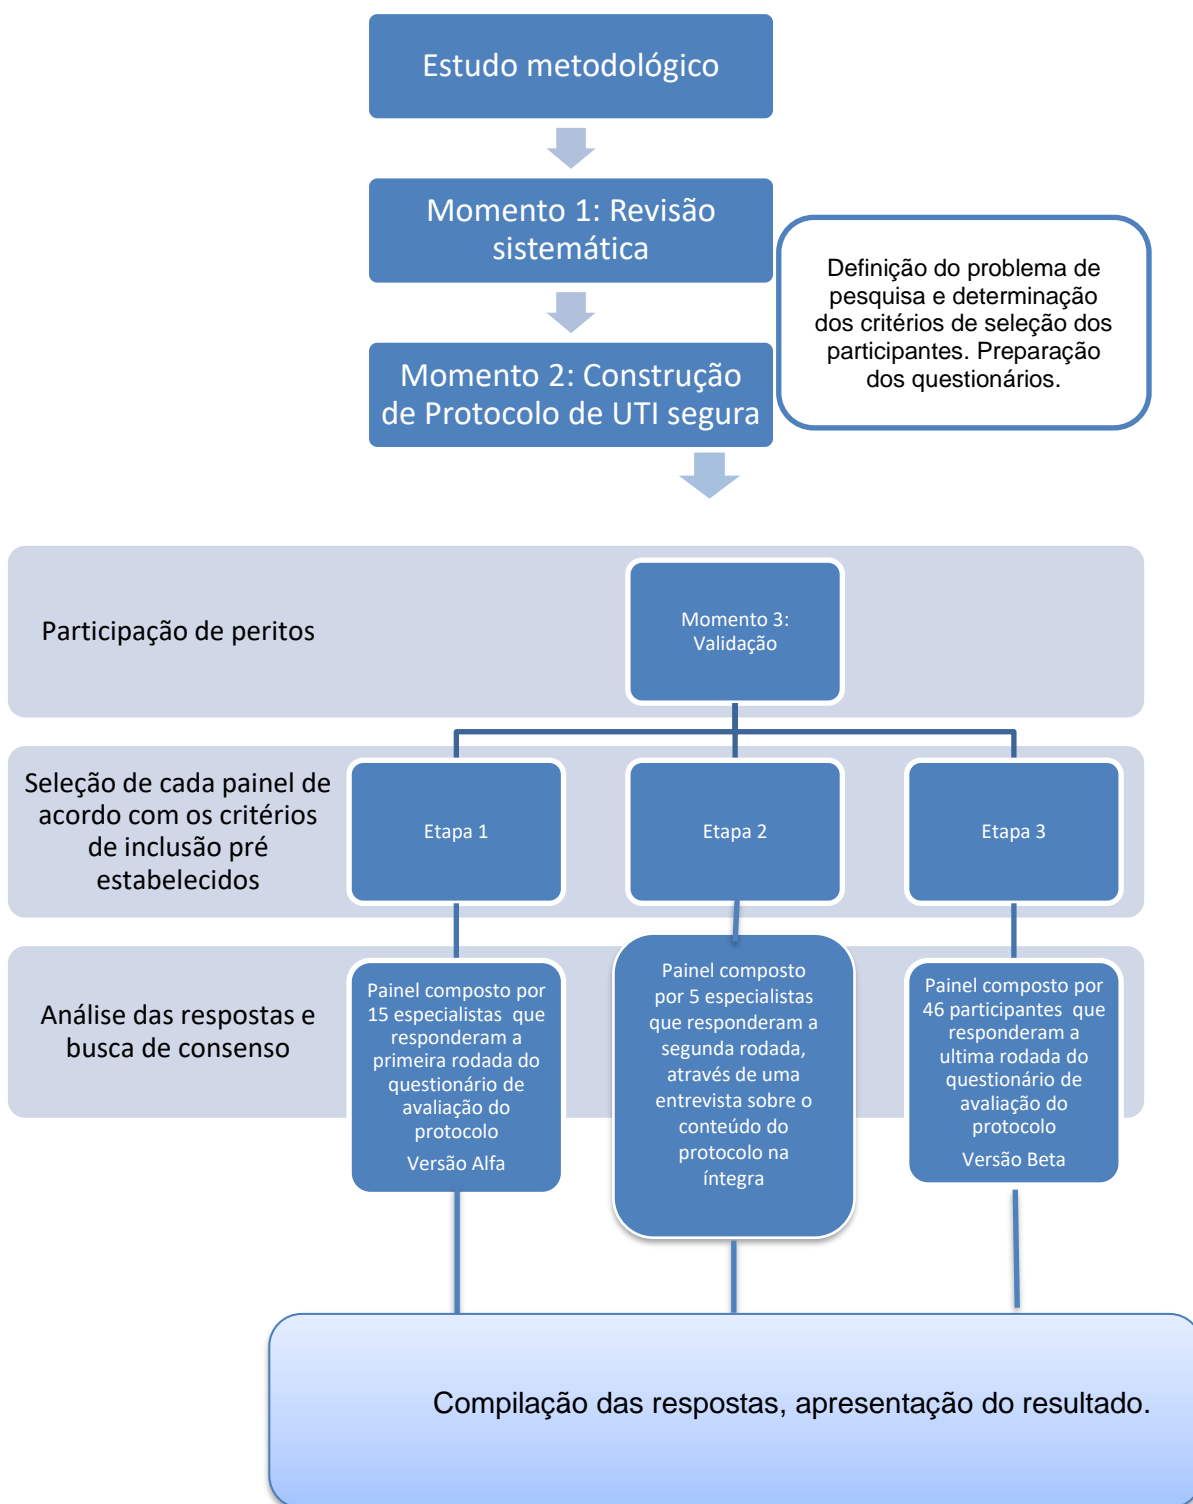 Estudo metodológico
Momento 1: Revisão
sistemática
Definição do problema de
pesquisa e determinação
dos critérios de seleção dos
participantes. Preparação
dos questionários.
Momento 2: Construção
de Protocolo de UTI segura
Participação de peritos
Momento 3:
Validação
Seleção de cada painel de
acordo com os critérios
de inclusão pré
estabelecidos
Etapa 1
Etapa 2
Etapa 3
Análise das respostas e
busca de consenso
Painel composto por
15 especialistas que
responderam a
primeira rodada do
questionário de
avaliação do
protocolo
Versão Alfa
Painel composto
por 5 especialistas
que responderam a
segunda rodada,
através de uma
entrevista sobre o
conteúdo do
protocolo na
íntegra
Painel composto por
46 participantes que
responderam a
ultima rodada do
questionário de
avaliação do
protocolo
Versão Beta
Compilação das respostas, apresentação do resultado.